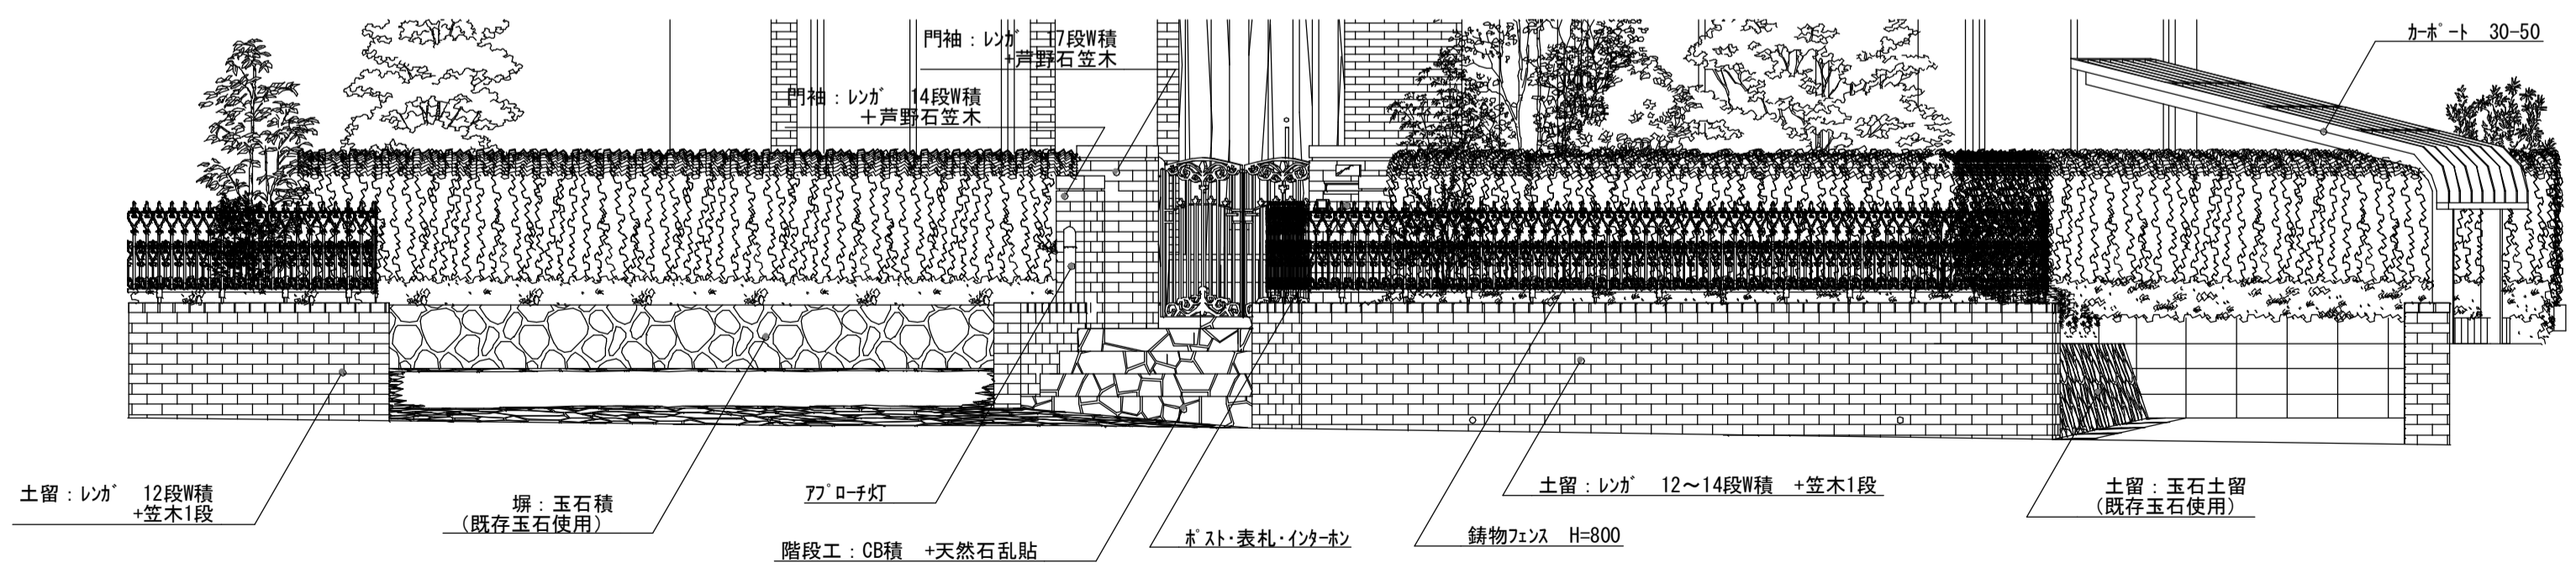 門袖:レンガ 17段W積
+芦野石笠木
カーポート 30-50
門袖:レンガ 14段W積
+芦野石笠木
土留:レンガ 12段W積
+笠木1段
塀:玉石積
(既存玉石使用)
アプローチ灯
階段工:CB積 +天然石乱貼
ポスト・表札・インターホン
鋳物フェンス H=800
土留:レンガ 12〜14段W積 +笠木1段
土留:玉石土留
(既存玉石使用)